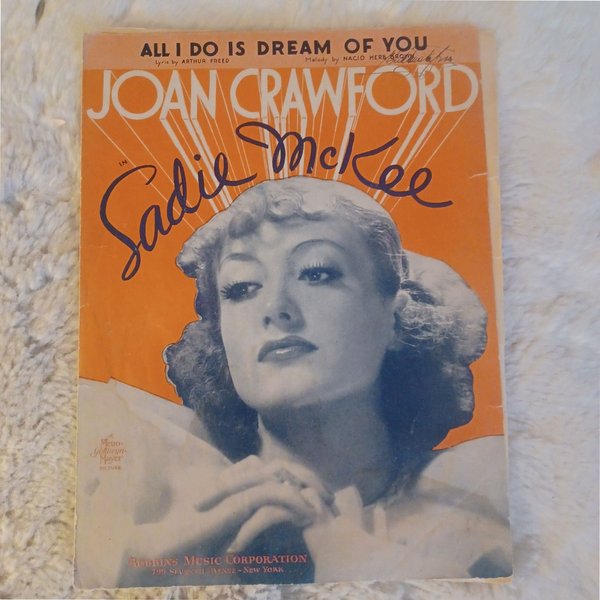 ALL I DO IS DREAM OF YOU
Lyric by ARTHUR FREED Melody by NACIO HERB BROWN
JOAN CRAWFORD
IN
Sadie McKee
Metro-
Goldwyn-
Mayer
PICTURE
ROBBINS MUSIC CORPORATION
799 SEVENTH AVENUE - NEW YORK